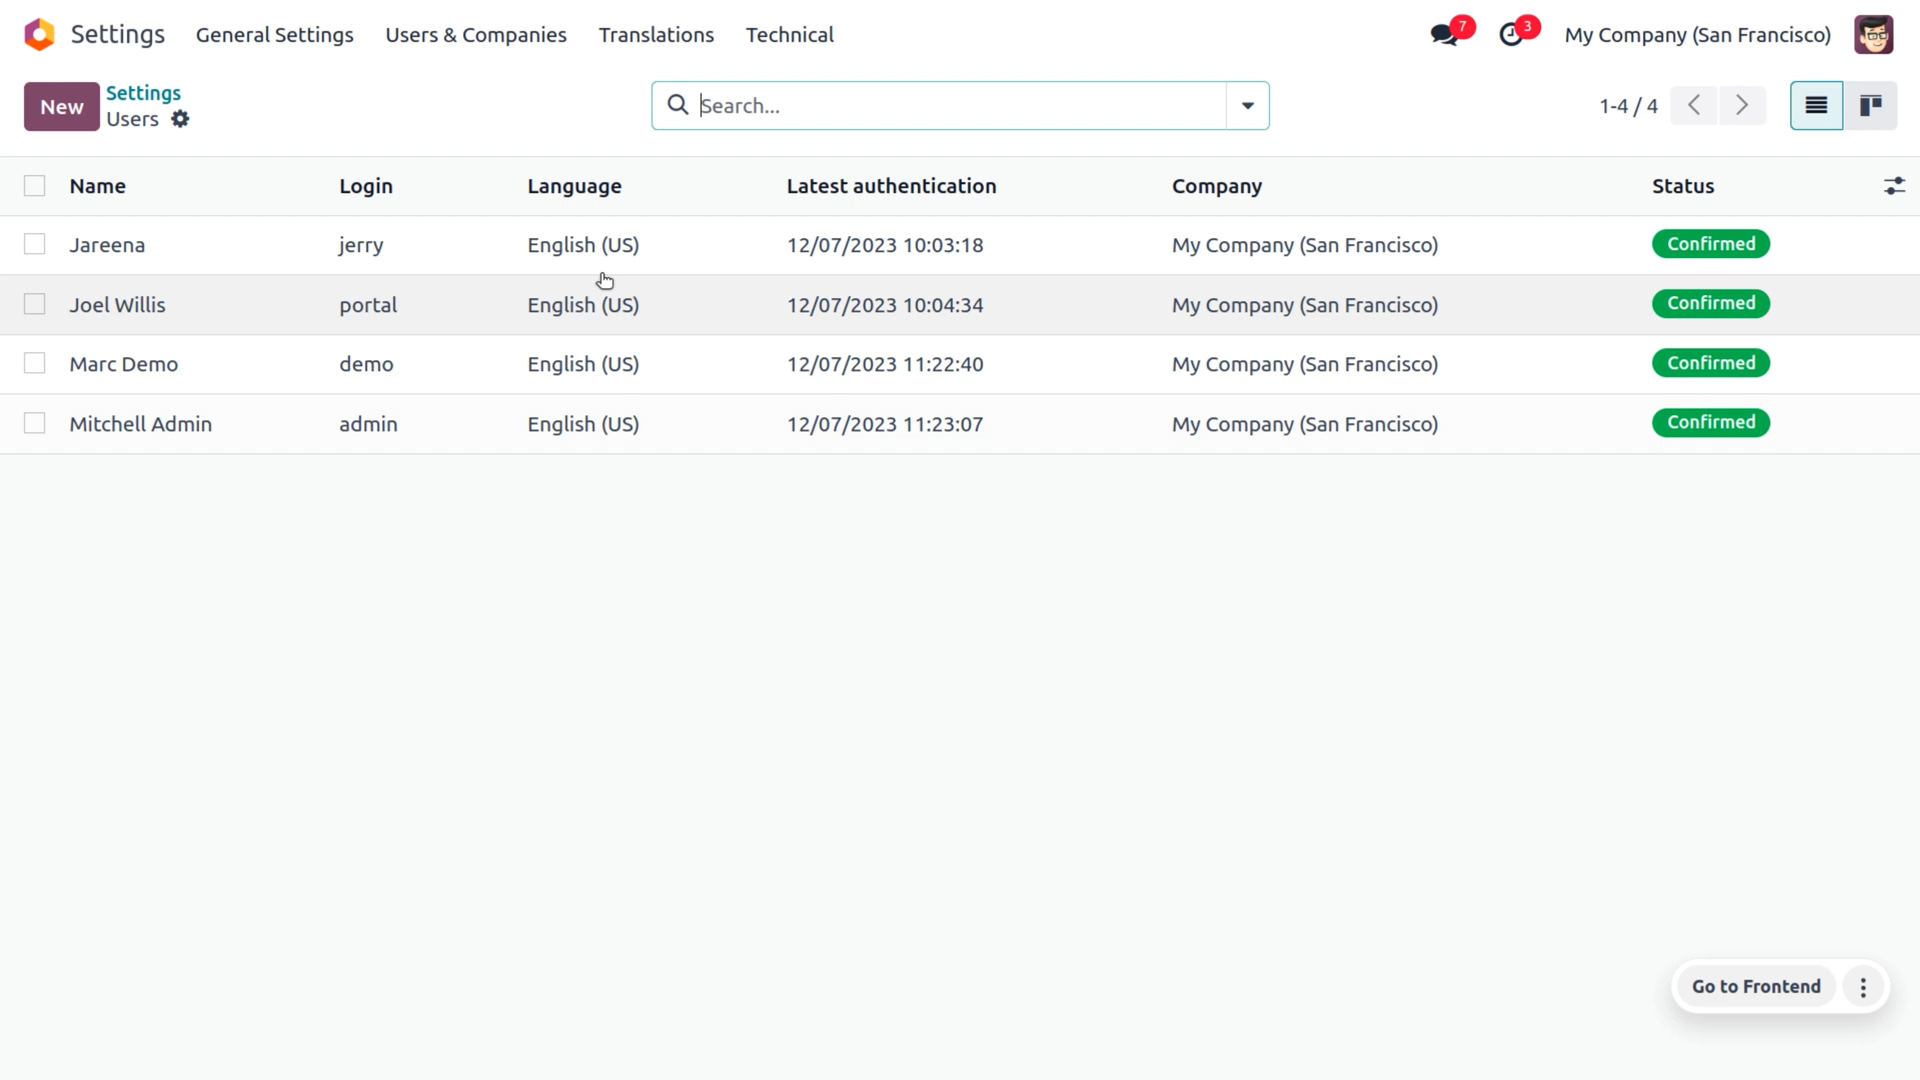 Settings General Settings Users & Companies Translations Technical 7 3 My Company (San Francisco)
New Settings Search... 1-4 / 4
Users
Name Login Language Latest authentication Company Status
Jareena jerry English (US) 12/07/2023 10:03:18 My Company (San Francisco) Confirmed
Joel Willis portal English (US) 12/07/2023 10:04:34 My Company (San Francisco) Confirmed
Marc Demo demo English (US) 12/07/2023 11:22:40 My Company (San Francisco) Confirmed
Mitchell Admin admin English (US) 12/07/2023 11:23:07 My Company (San Francisco) Confirmed
Go to Frontend